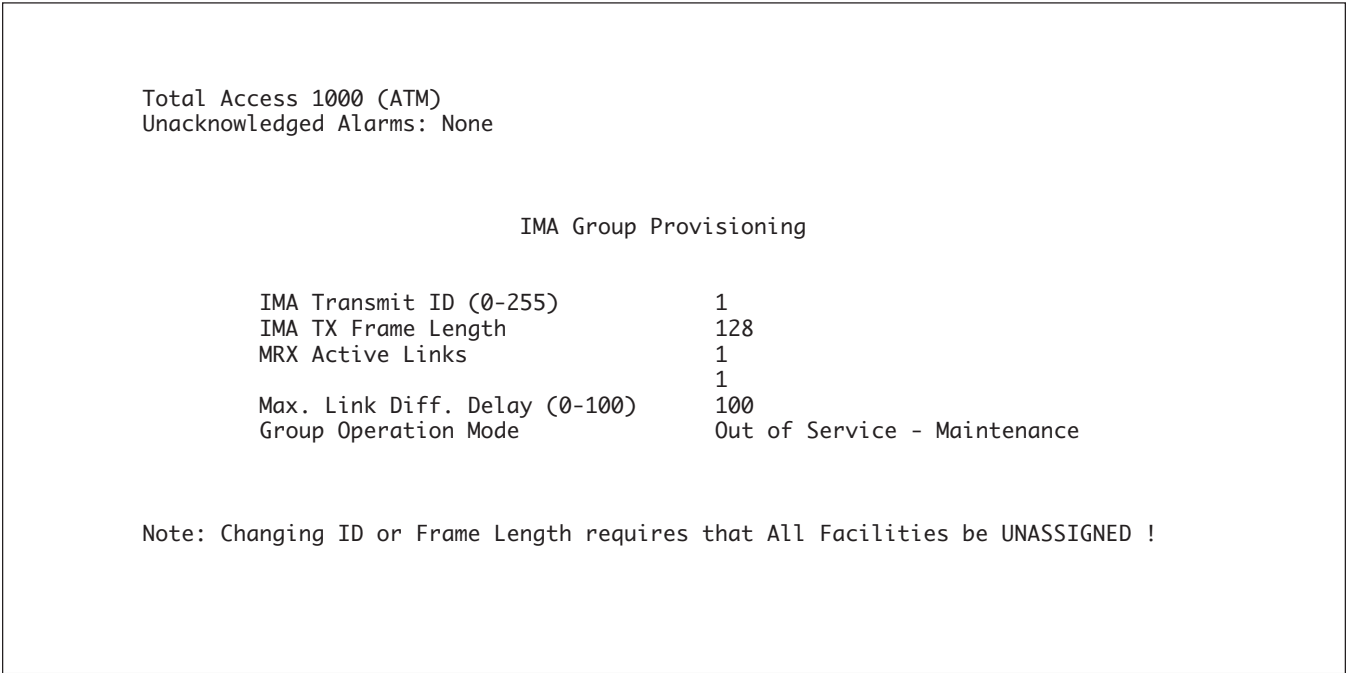 Total Access 1000 (ATM)
Unacknowledged Alarms: None
IMA Group Provisioning
IMA Transmit ID (0-255) 1
IMA TX Frame Length 128
MRX Active Links 1
1
Max. Link Diff. Delay (0-100) 100
Group Operation Mode Out of Service - Maintenance
Note: Changing ID or Frame Length requires that All Facilities be UNASSIGNED !